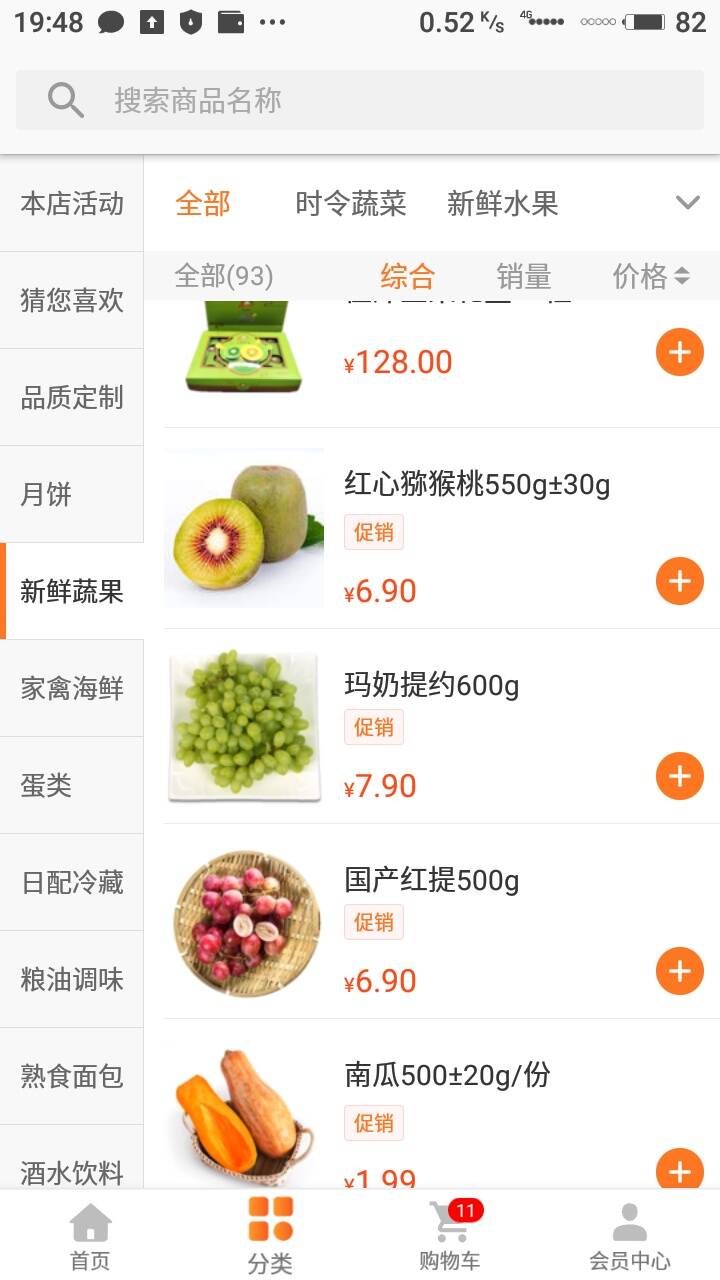 19:48 0.52 K/s 4G 82
搜索商品名称
本店活动
猜您喜欢
品质定制
月饼
新鲜蔬果
家禽海鲜
蛋类
日配冷藏
粮油调味
熟食面包
酒水饮料
全部 时令蔬菜 新鲜水果
全部(93) 综合 销量 价格
¥128.00
红心猕猴桃550g±30g
促销
¥6.90
玛奶提约600g
促销
¥7.90
国产红提500g
促销
¥6.90
南瓜500±20g/份
促销
¥1.99
11
首页 分类 购物车 会员中心